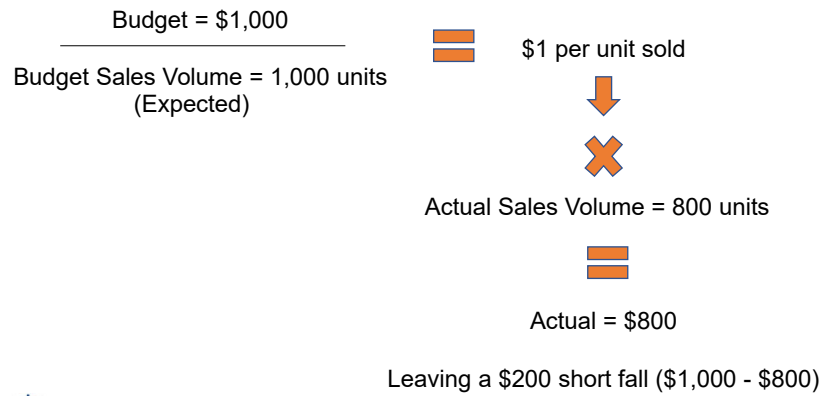 Budget = $1,000
Budget Sales Volume = 1,000 units
(Expected)
$1 per unit sold
Actual Sales Volume = 800 units
Actual = $800
Leaving a $200 short fall ($1,000 - $800)